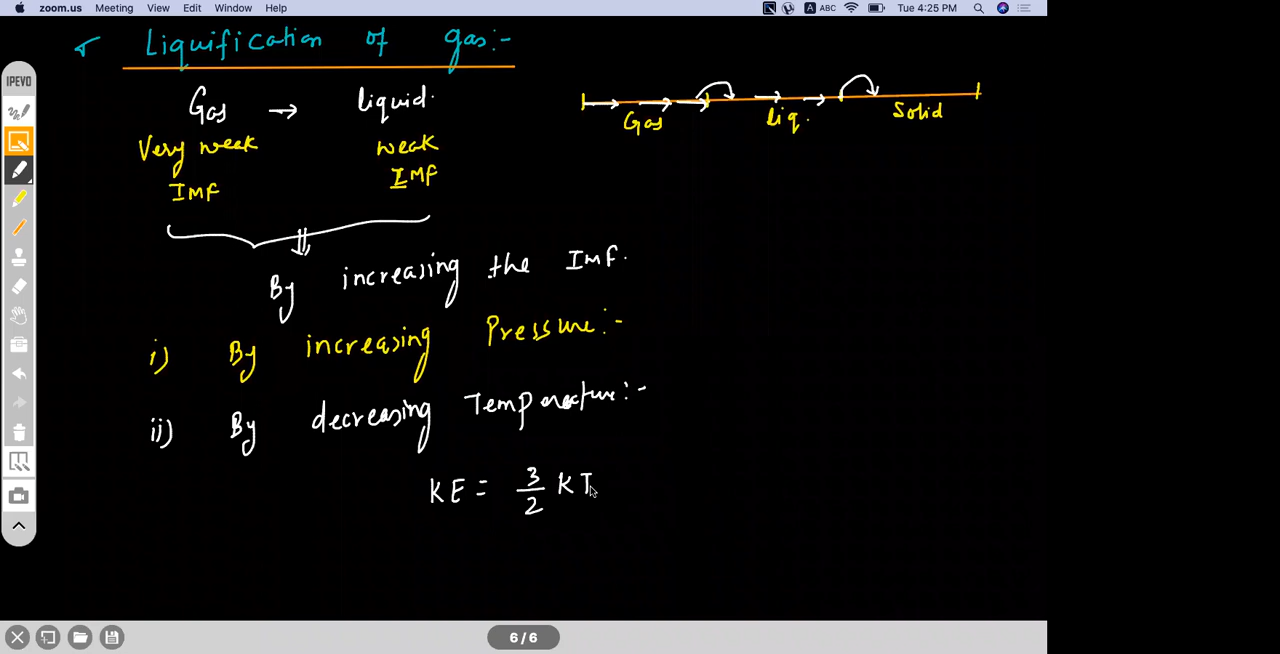 zoom.us Meeting View Edit Window Help A ABC Tue 4:25 PM
IPEVO
Liquification of gas:-
Gas → liquid.
Very weak weak
IMF IMF
Gas liq. Solid
By increasing the IMF.
i) By increasing Pressure:-
ii) By decreasing Temperature:-
KE = 3/2 KT
6/6